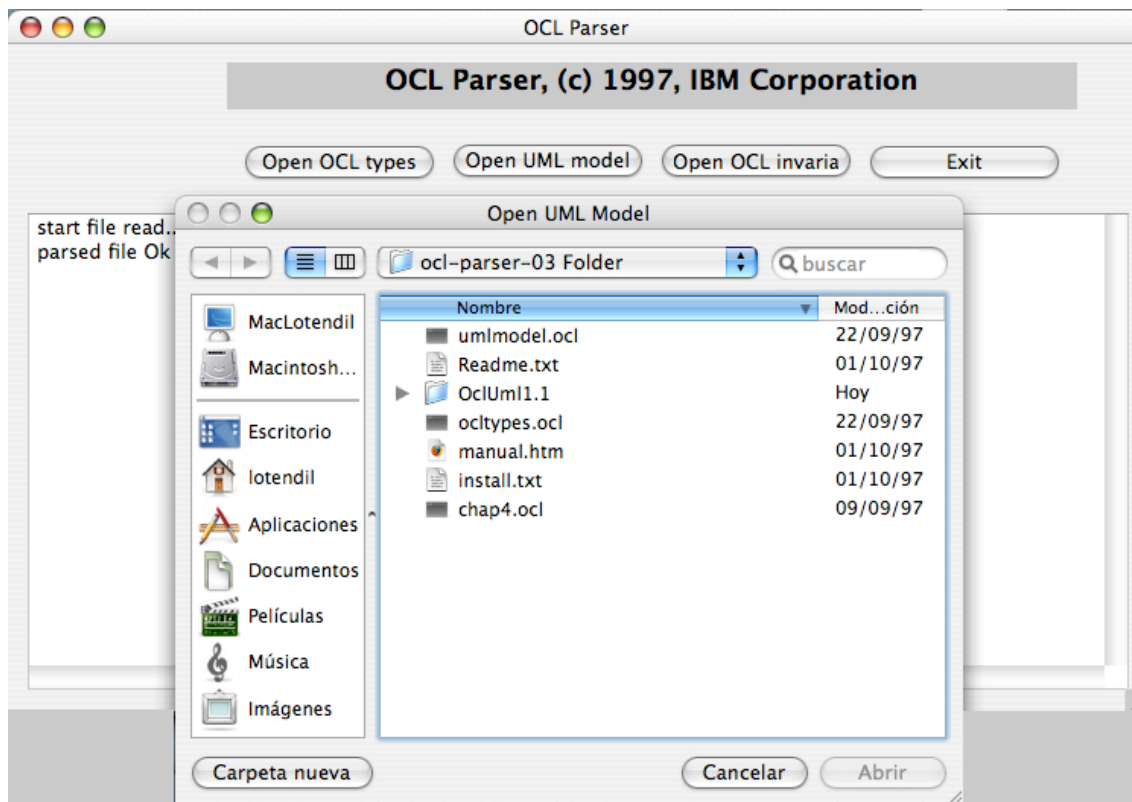 OCL Parser
OCL Parser, (c) 1997, IBM Corporation
Open OCL types
Open UML model
Open OCL invaria
Exit
start file read..
parsed file Ok
Open UML Model
ocl-parser-03 Folder
buscar
MacLotendil
Macintosh...
Escritorio
lotendil
Aplicaciones
Documentos
Películas
Música
Imágenes
Nombre Mod...ción
umlmodel.ocl 22/09/97
Readme.txt 01/10/97
OclUml1.1 Hoy
ocltypes.ocl 22/09/97
manual.htm 01/10/97
install.txt 01/10/97
chap4.ocl 09/09/97
Carpeta nueva
Cancelar
Abrir